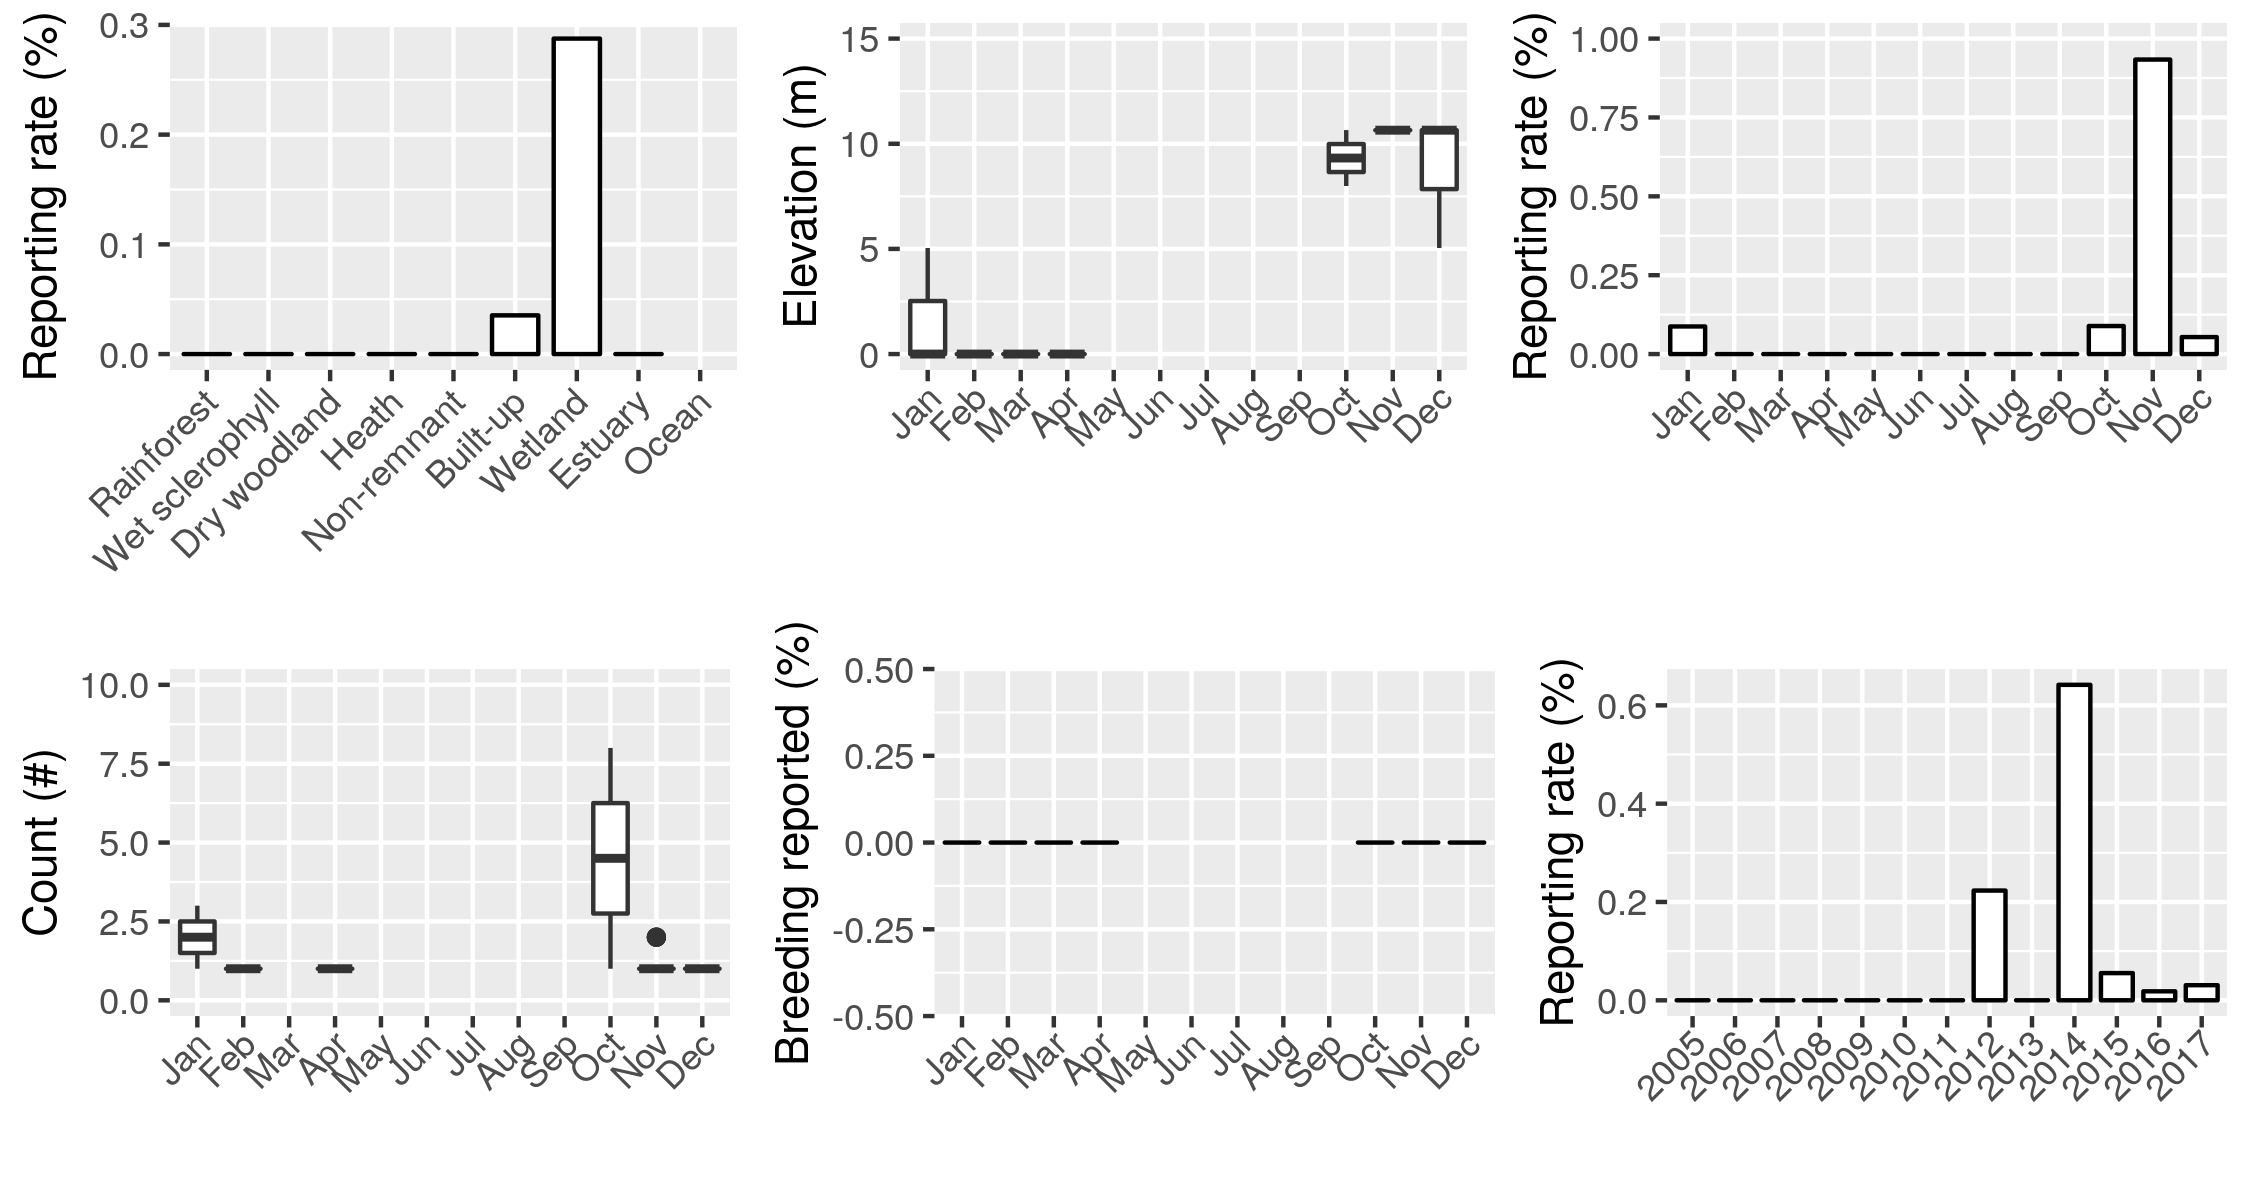 Reporting rate (%)
0.3
0.2
0.1
0.0
Rainforest
Wet sclerophyll
Dry woodland
Heath
Non-remnant
Built-up
Wetland
Estuary
Ocean
Elevation (m)
15
10
5
0
Jan
Feb
Mar
Apr
May
Jun
Jul
Aug
Sep
Oct
Nov
Dec
Reporting rate (%)
1.00
0.75
0.50
0.25
0.00
Jan
Feb
Mar
Apr
May
Jun
Jul
Aug
Sep
Oct
Nov
Dec
Count (#)
10.0
7.5
5.0
2.5
0.0
Jan
Feb
Mar
Apr
May
Jun
Jul
Aug
Sep
Oct
Nov
Dec
Breeding reported (%)
0.50
0.25
0.00
-0.25
-0.50
Jan
Feb
Mar
Apr
May
Jun
Jul
Aug
Sep
Oct
Nov
Dec
Reporting rate (%)
0.6
0.4
0.2
0.0
2005
2006
2007
2008
2009
2010
2011
2012
2013
2014
2015
2016
2017